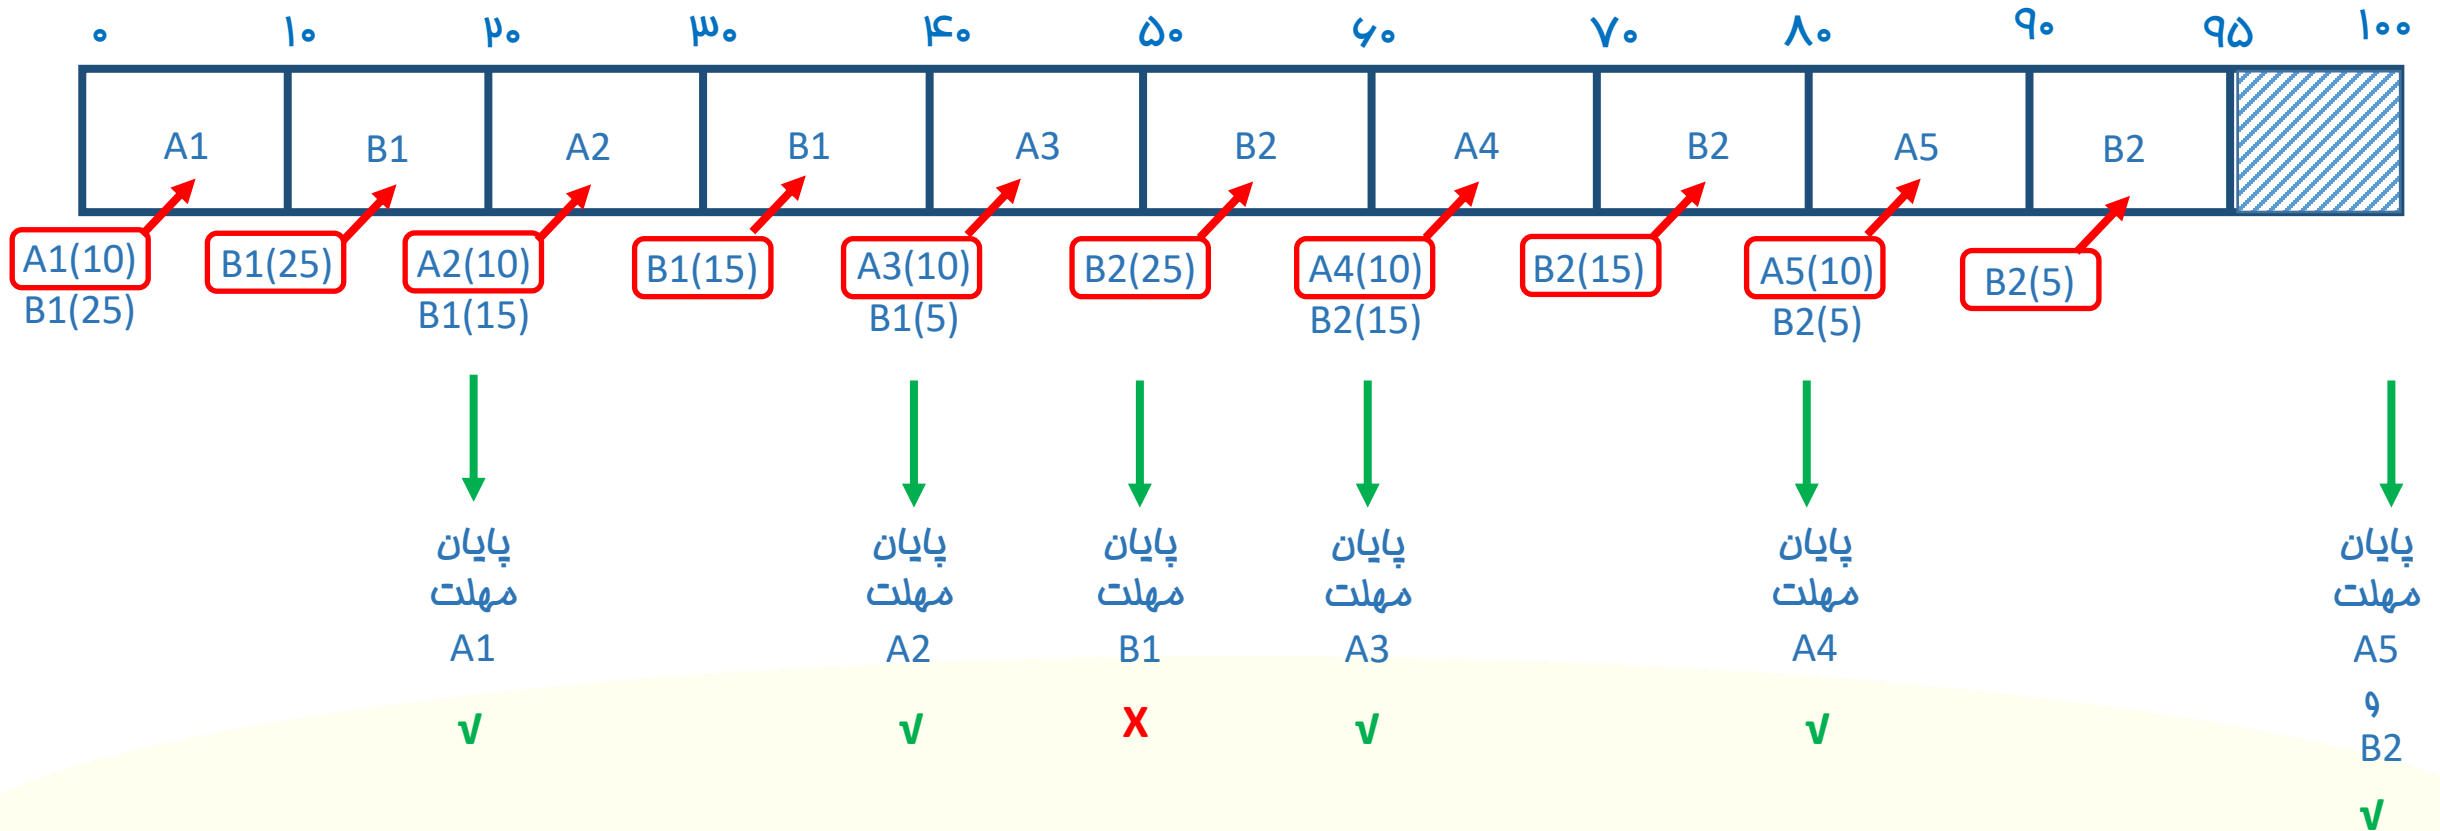 ۰ ۱۰ ۲۰ ۳۰ ۴۰ ۵۰ ۶۰ ۷۰ ۸۰ ۹۰ ۹۵ ۱۰۰
A1 B1 A2 B1 A3 B2 A4 B2 A5 B2
A1(10) B1(25) A2(10) B1(15) A3(10) B2(25) A4(10) B2(15) A5(10) B2(5)
B1(25) B1(15) B1(5) B2(15) B2(5)
پایان
مهلت
A1
√
پایان
مهلت
A2
√
پایان
مهلت
B1
X
پایان
مهلت
A3
√
پایان
مهلت
A4
√
پایان
مهلت
A5
و
B2
√